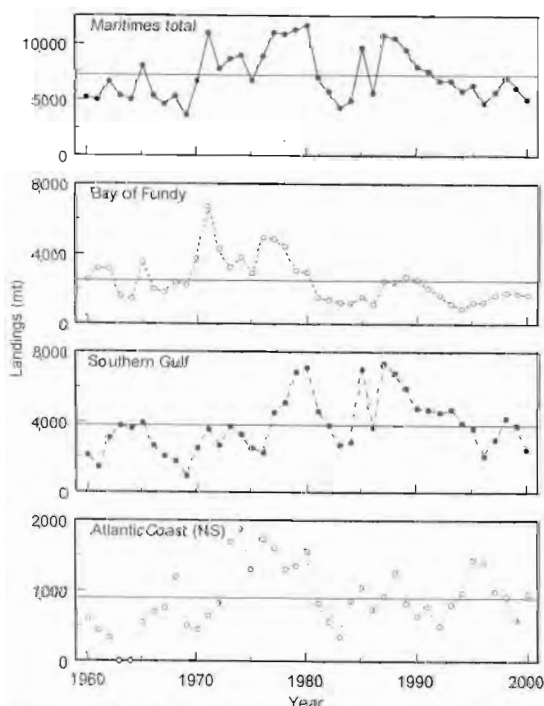 Maritimes total
10000
5000
0
Bay of Fundy
8000
4000
0
Landings (mt)
Southern Gulf
8000
4000
0
Atlantic Coast (NS)
2000
1000
0
1960 1970 1980 1990 2000
Year